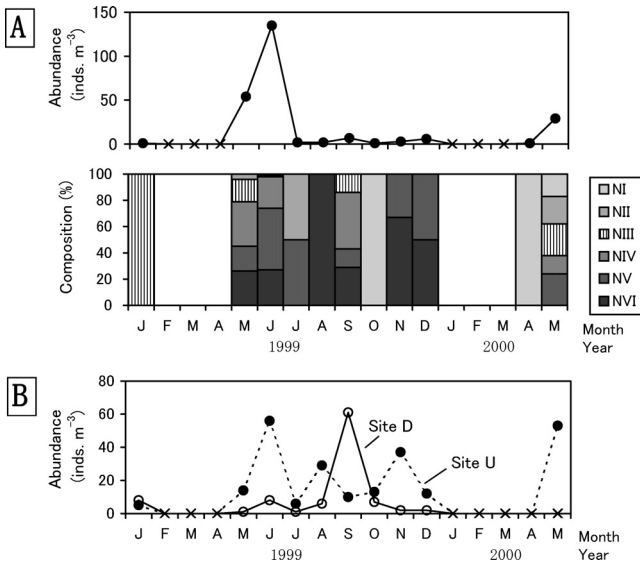 A
Abundance
(inds. m⁻³)
150
100
50
0
Composition (%)
100
80
60
40
20
0
NI
NII
NIII
NIV
NV
NVI
J F M A M J J A S O N D J F M A M Month
1999 2000 Year
B
Abundance
(inds. m⁻³)
80
60
40
20
0
Site D
Site U
J F M A M J J A S O N D J F M A M Month
1999 2000 Year